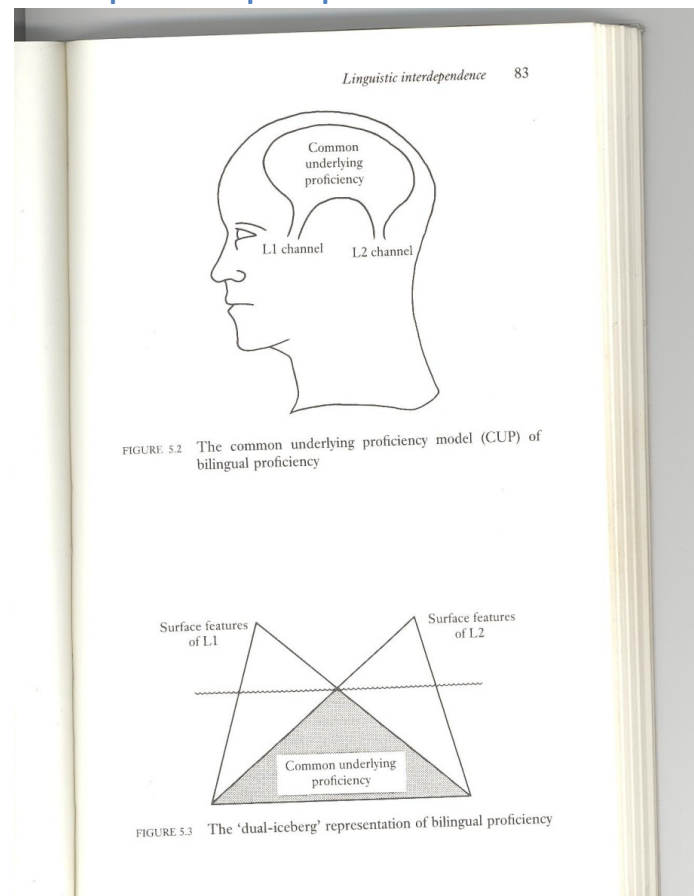 Linguistic interdependence 83
Common
underlying
proficiency
L1 channel
L2 channel
FIGURE 5.2 The common underlying proficiency model (CUP) of
bilingual proficiency
Surface features
of L1
Surface features
of L2
Common underlying
proficiency
FIGURE 5.3 The 'dual-iceberg' representation of bilingual proficiency